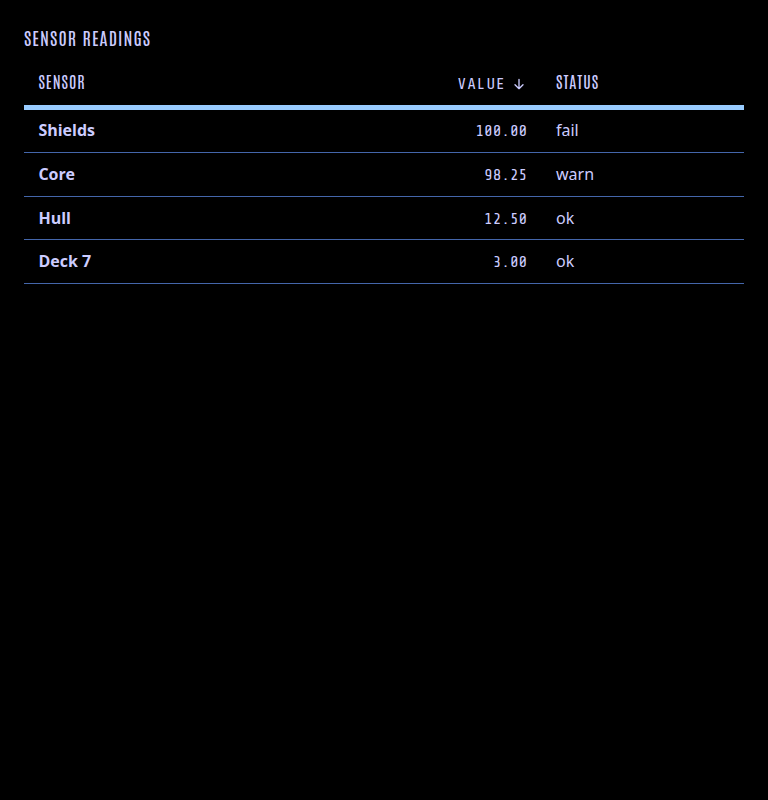 SENSOR READINGS
SENSOR VALUE ↓ STATUS
Shields 100.00 fail
Core 98.25 warn
Hull 12.50 ok
Deck 7 3.00 ok